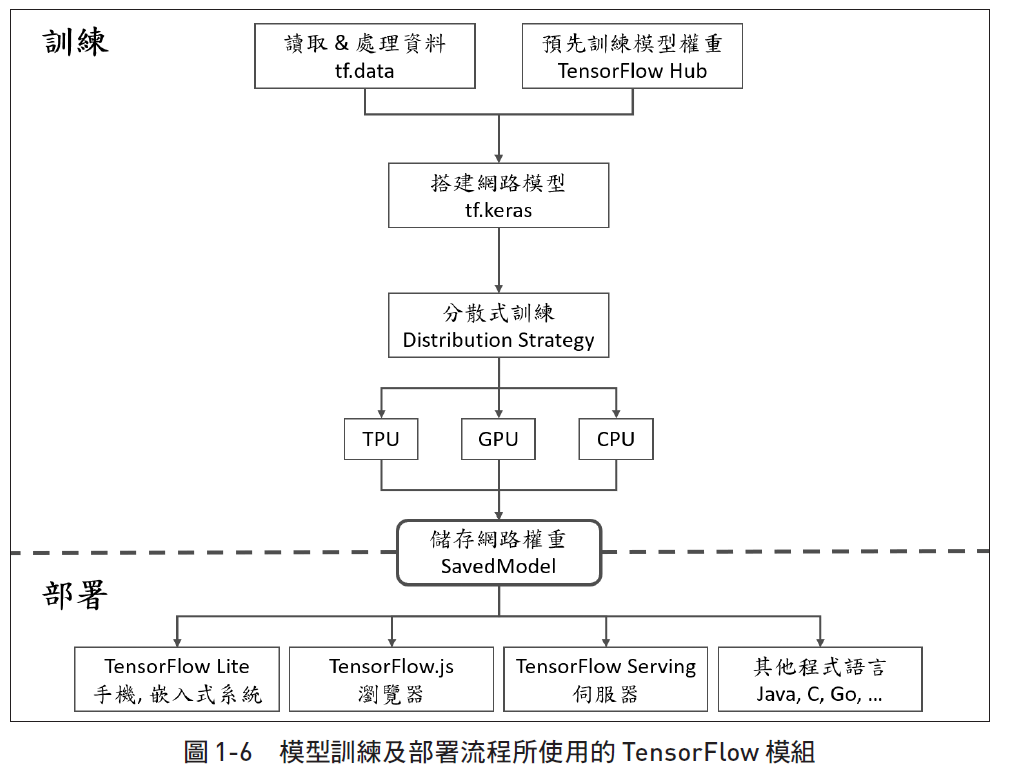 訓練
讀取 & 處理資料
tf.data
預先訓練模型權重
TensorFlow Hub
搭建網路模型
tf.keras
分散式訓練
Distribution Strategy
TPU
GPU
CPU
儲存網路權重
SavedModel
部署
TensorFlow Lite
手機, 嵌入式系統
TensorFlow.js
瀏覽器
TensorFlow Serving
伺服器
其他程式語言
Java, C, Go, ...
圖 1-6 模型訓練及部署流程所使用的 TensorFlow 模組